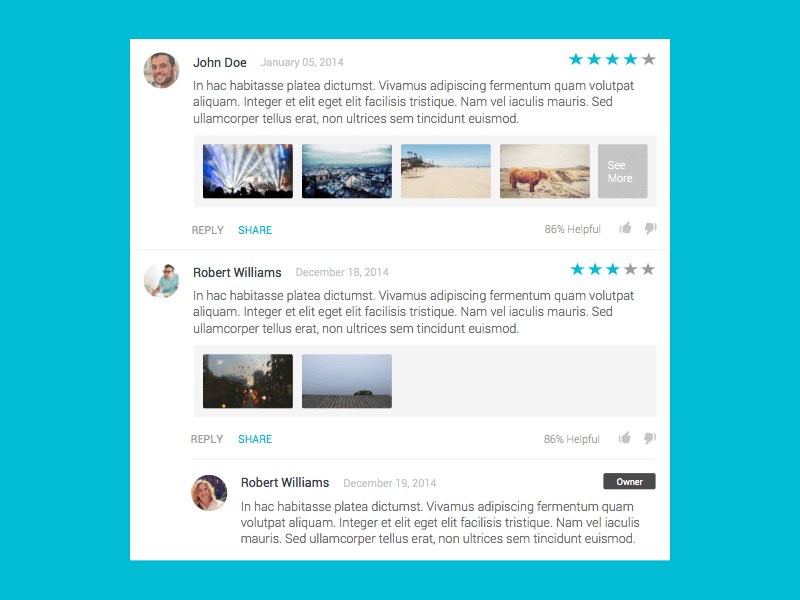 John Doe January 05, 2014
In hac habitasse platea dictumst. Vivamus adipiscing fermentum quam volutpat
aliquam. Integer et elit eget elit facilisis tristique. Nam vel iaculis mauris. Sed
ullamcorper tellus erat, non ultrices sem tincidunt euismod.
See
More
REPLY SHARE 86% Helpful
Robert Williams December 18, 2014
In hac habitasse platea dictumst. Vivamus adipiscing fermentum quam volutpat
aliquam. Integer et elit eget elit facilisis tristique. Nam vel iaculis mauris. Sed
ullamcorper tellus erat, non ultrices sem tincidunt euismod.
REPLY SHARE 86% Helpful
Robert Williams December 19, 2014 Owner
In hac habitasse platea dictumst. Vivamus adipiscing fermentum quam
volutpat aliquam. Integer et elit eget elit facilisis tristique. Nam vel iaculis
mauris. Sed ullamcorper tellus erat, non ultrices sem tincidunt euismod.